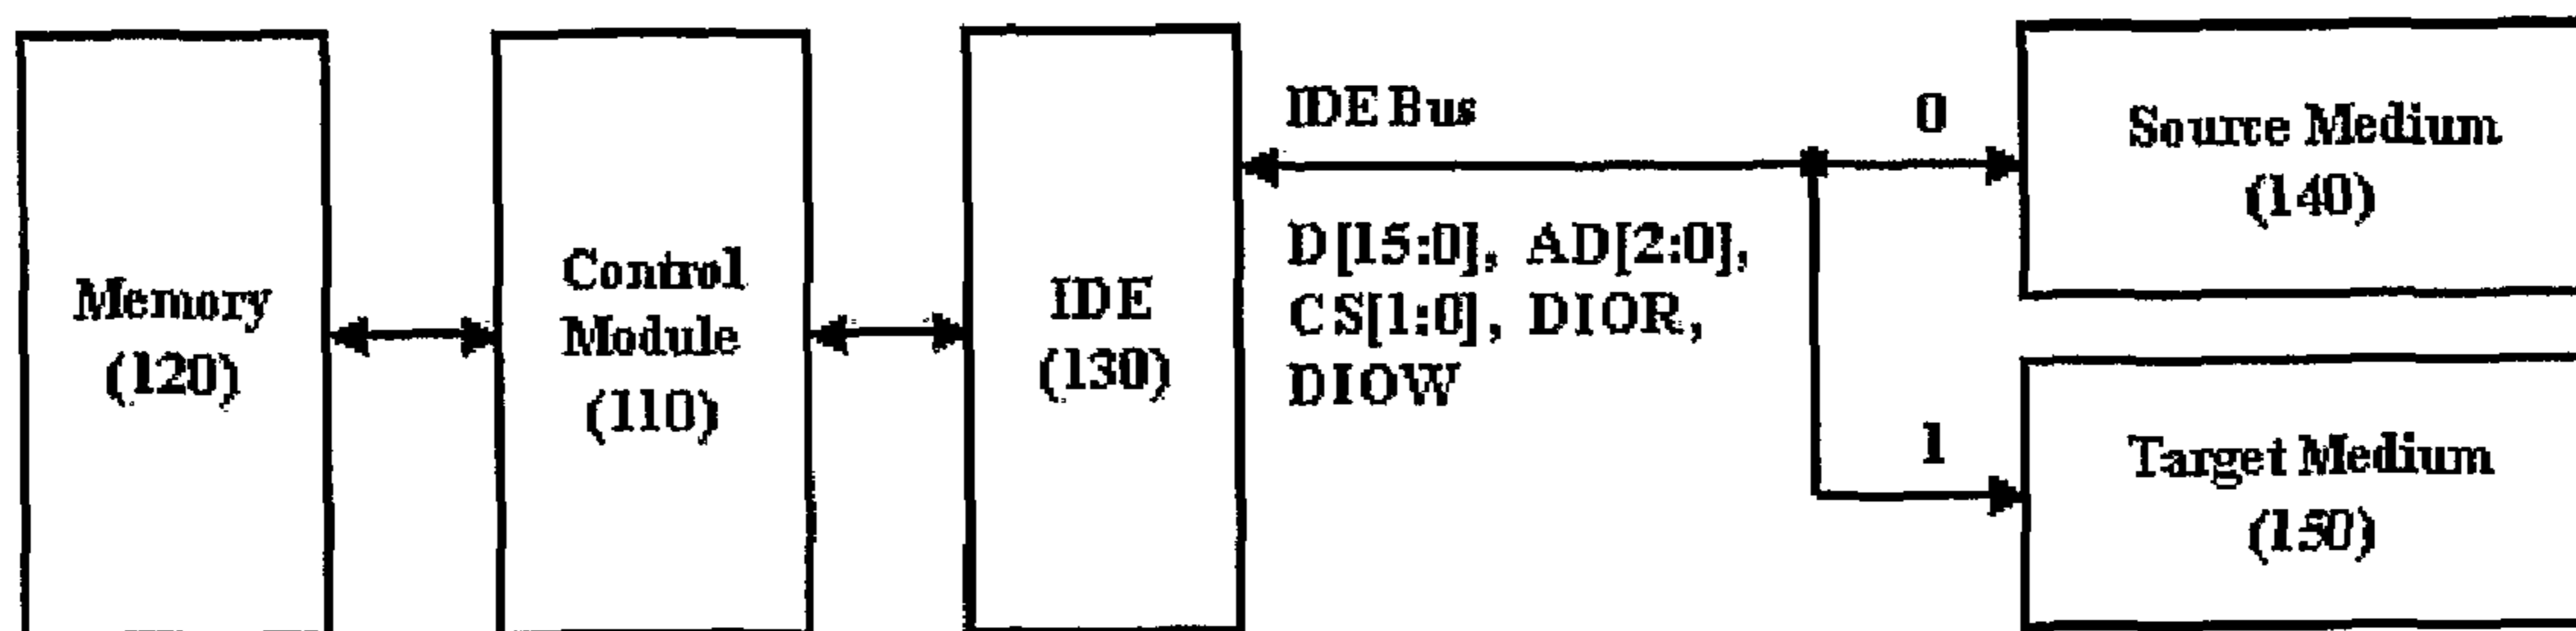 Memory
(120)
Control
Module
(110)
IDE
(130)
IDE Bus
D[15:0], AD[2:0],
CS[1:0], DIOR,
DIOW
0
Source Medium
(140)
1
Target Medium
(150)